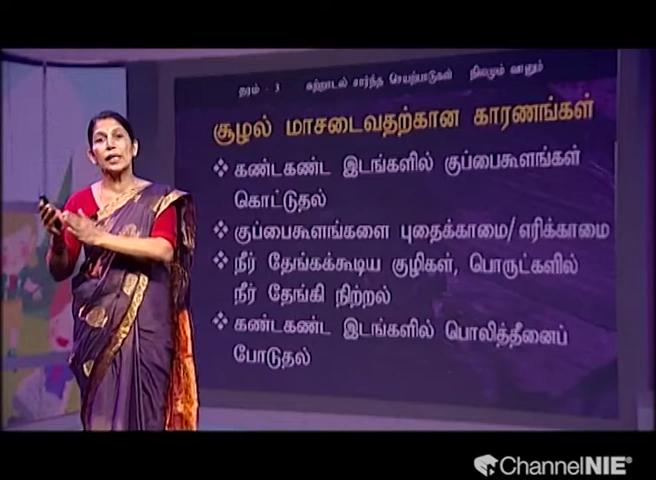 தரம் - 3 சுற்றாடல் சார்ந்த செயற்பாடுகள் நிலமும் வானும்
சூழல் மாசடைவதற்கான காரணங்கள்
❖ கண்டகண்ட இடங்களில் குப்பைகூளங்கள்
கொட்டுதல்
❖ குப்பைகூளங்களை புதைக்காமை/எரிக்காமை
❖ நீர் தேங்கக்கூடிய குழிகள், பொருட்களில்
நீர் தேங்கி நிற்றல்
❖ கண்டகண்ட இடங்களில் பொலித்தீனைப்
போடுதல்
ChannelNIE